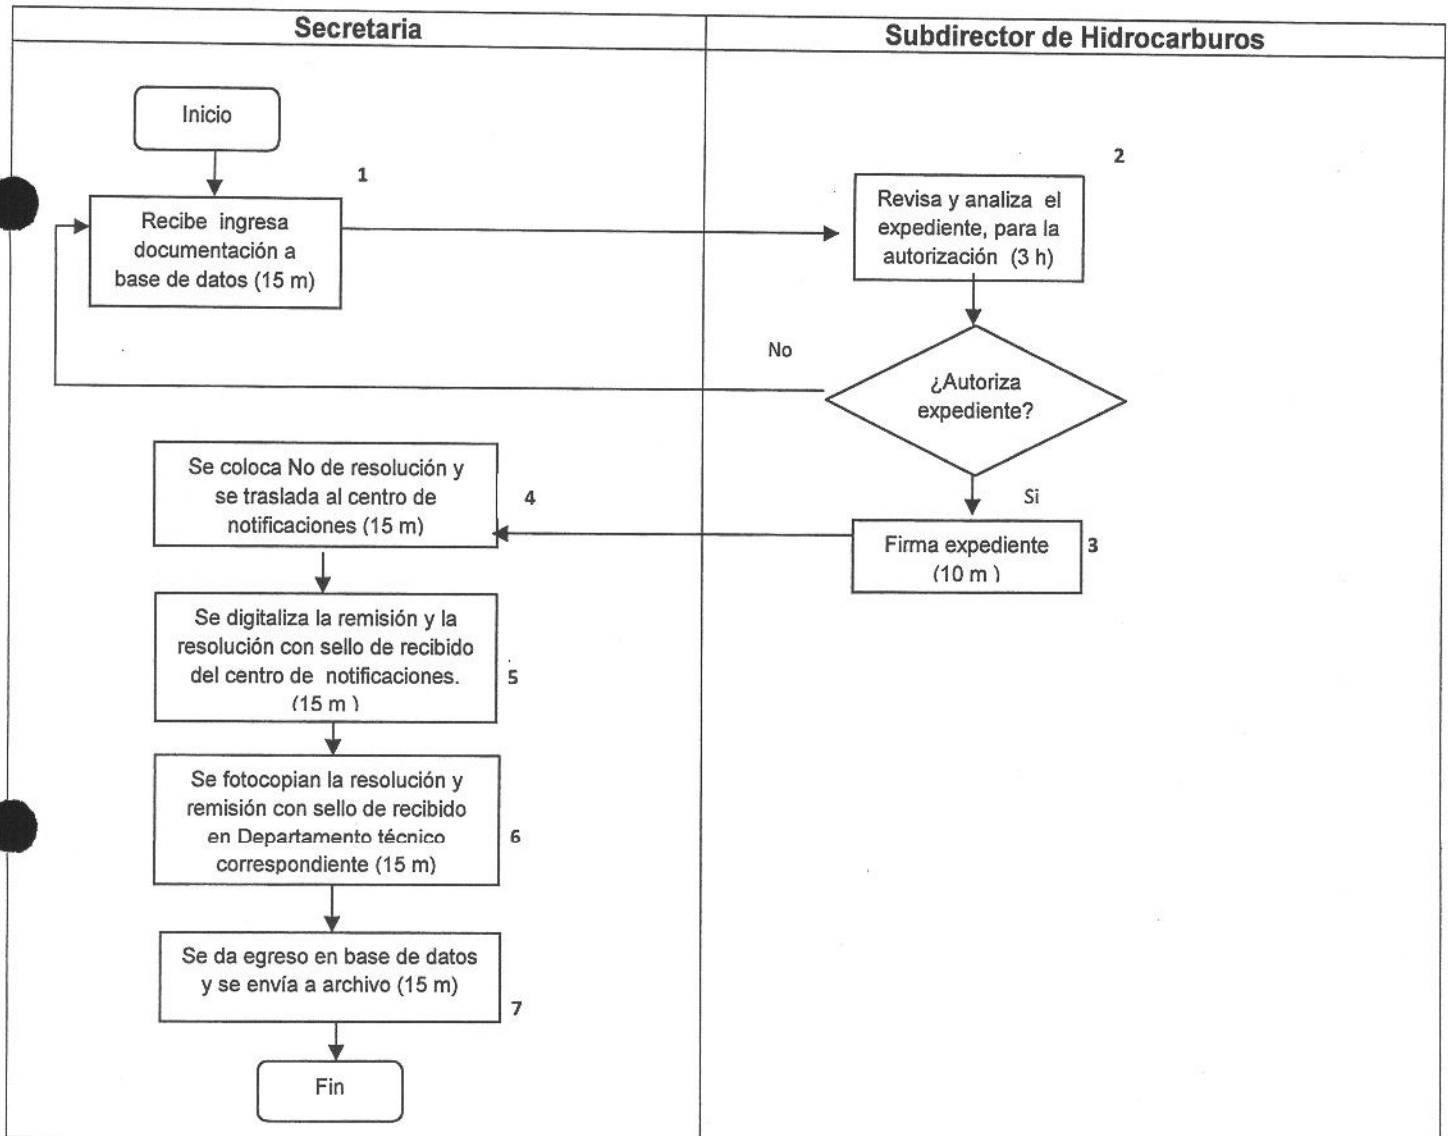 Secretaria
Subdirector de Hidrocarburos
Inicio
1
Recibe ingresa
documentación a
base de datos (15 m)
2
Revisa y analiza el
expediente, para la
autorización (3 h)
No
¿Autoriza
expediente?
Si
Firma expediente
(10 m )
3
Se coloca No de resolución y
se traslada al centro de
notificaciones (15 m)
4
Se digitaliza la remisión y la
resolución con sello de recibido
del centro de notificaciones.
(15 m )
5
Se fotocopian la resolución y
remisión con sello de recibido
en Departamento técnico
correspondiente (15 m)
6
Se da egreso en base de datos
y se envía a archivo (15 m)
7
Fin